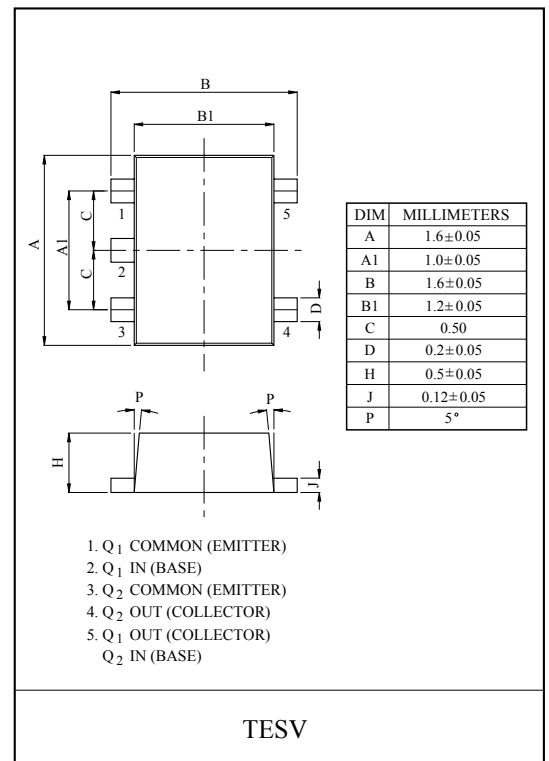 B
B1
A
A1
C
C
1
2
3
5
4
D
P
P
H
J
DIM MILLIMETERS
A 1.6±0.05
A1 1.0±0.05
B 1.6±0.05
B1 1.2±0.05
C 0.50
D 0.2±0.05
H 0.5±0.05
J 0.12±0.05
P 5°
1. Q1 COMMON (EMITTER)
2. Q1 IN (BASE)
3. Q2 COMMON (EMITTER)
4. Q2 OUT (COLLECTOR)
5. Q1 OUT (COLLECTOR)
Q2 IN (BASE)
TESV